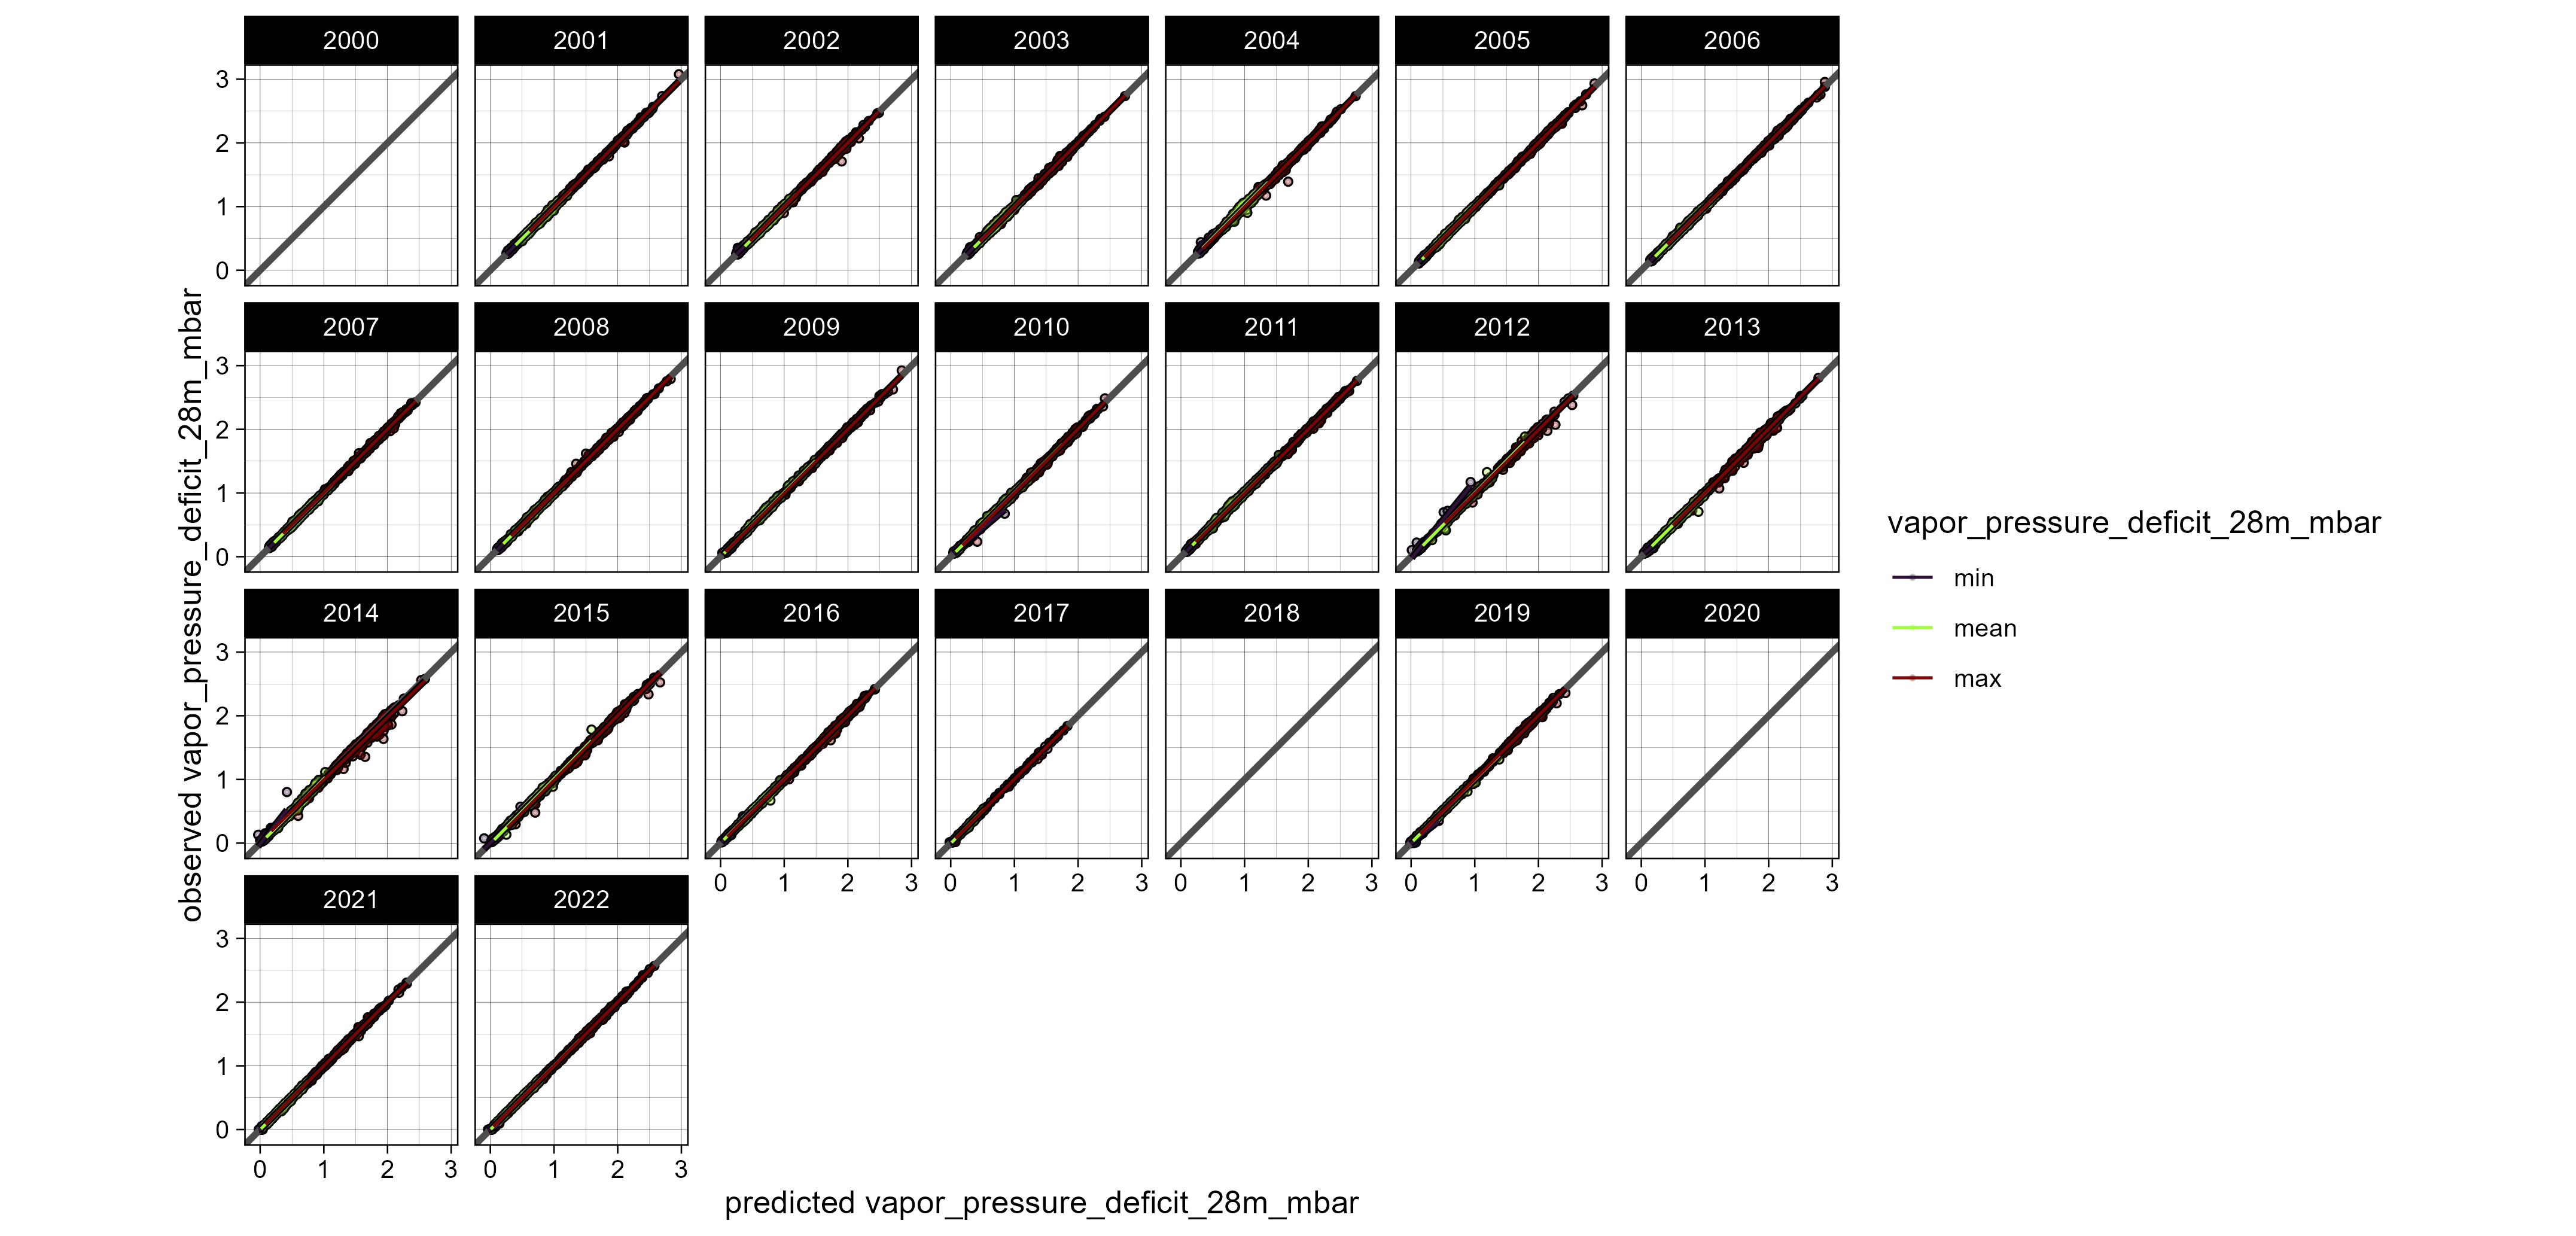 2000 2001 2002 2003 2004 2005 2006
3
2
1
0
2007 2008 2009 2010 2011 2012 2013
3
2
1
0
2014 2015 2016 2017 2018 2019 2020
3
2
1
0
0 1 2 3 0 1 2 3 0 1 2 3 0 1 2 3 0 1 2 3
2021 2022
3
2
1
0
0 1 2 3 0 1 2 3
observed vapor_pressure_deficit_28m_mbar
predicted vapor_pressure_deficit_28m_mbar
vapor_pressure_deficit_28m_mbar
min
mean
max